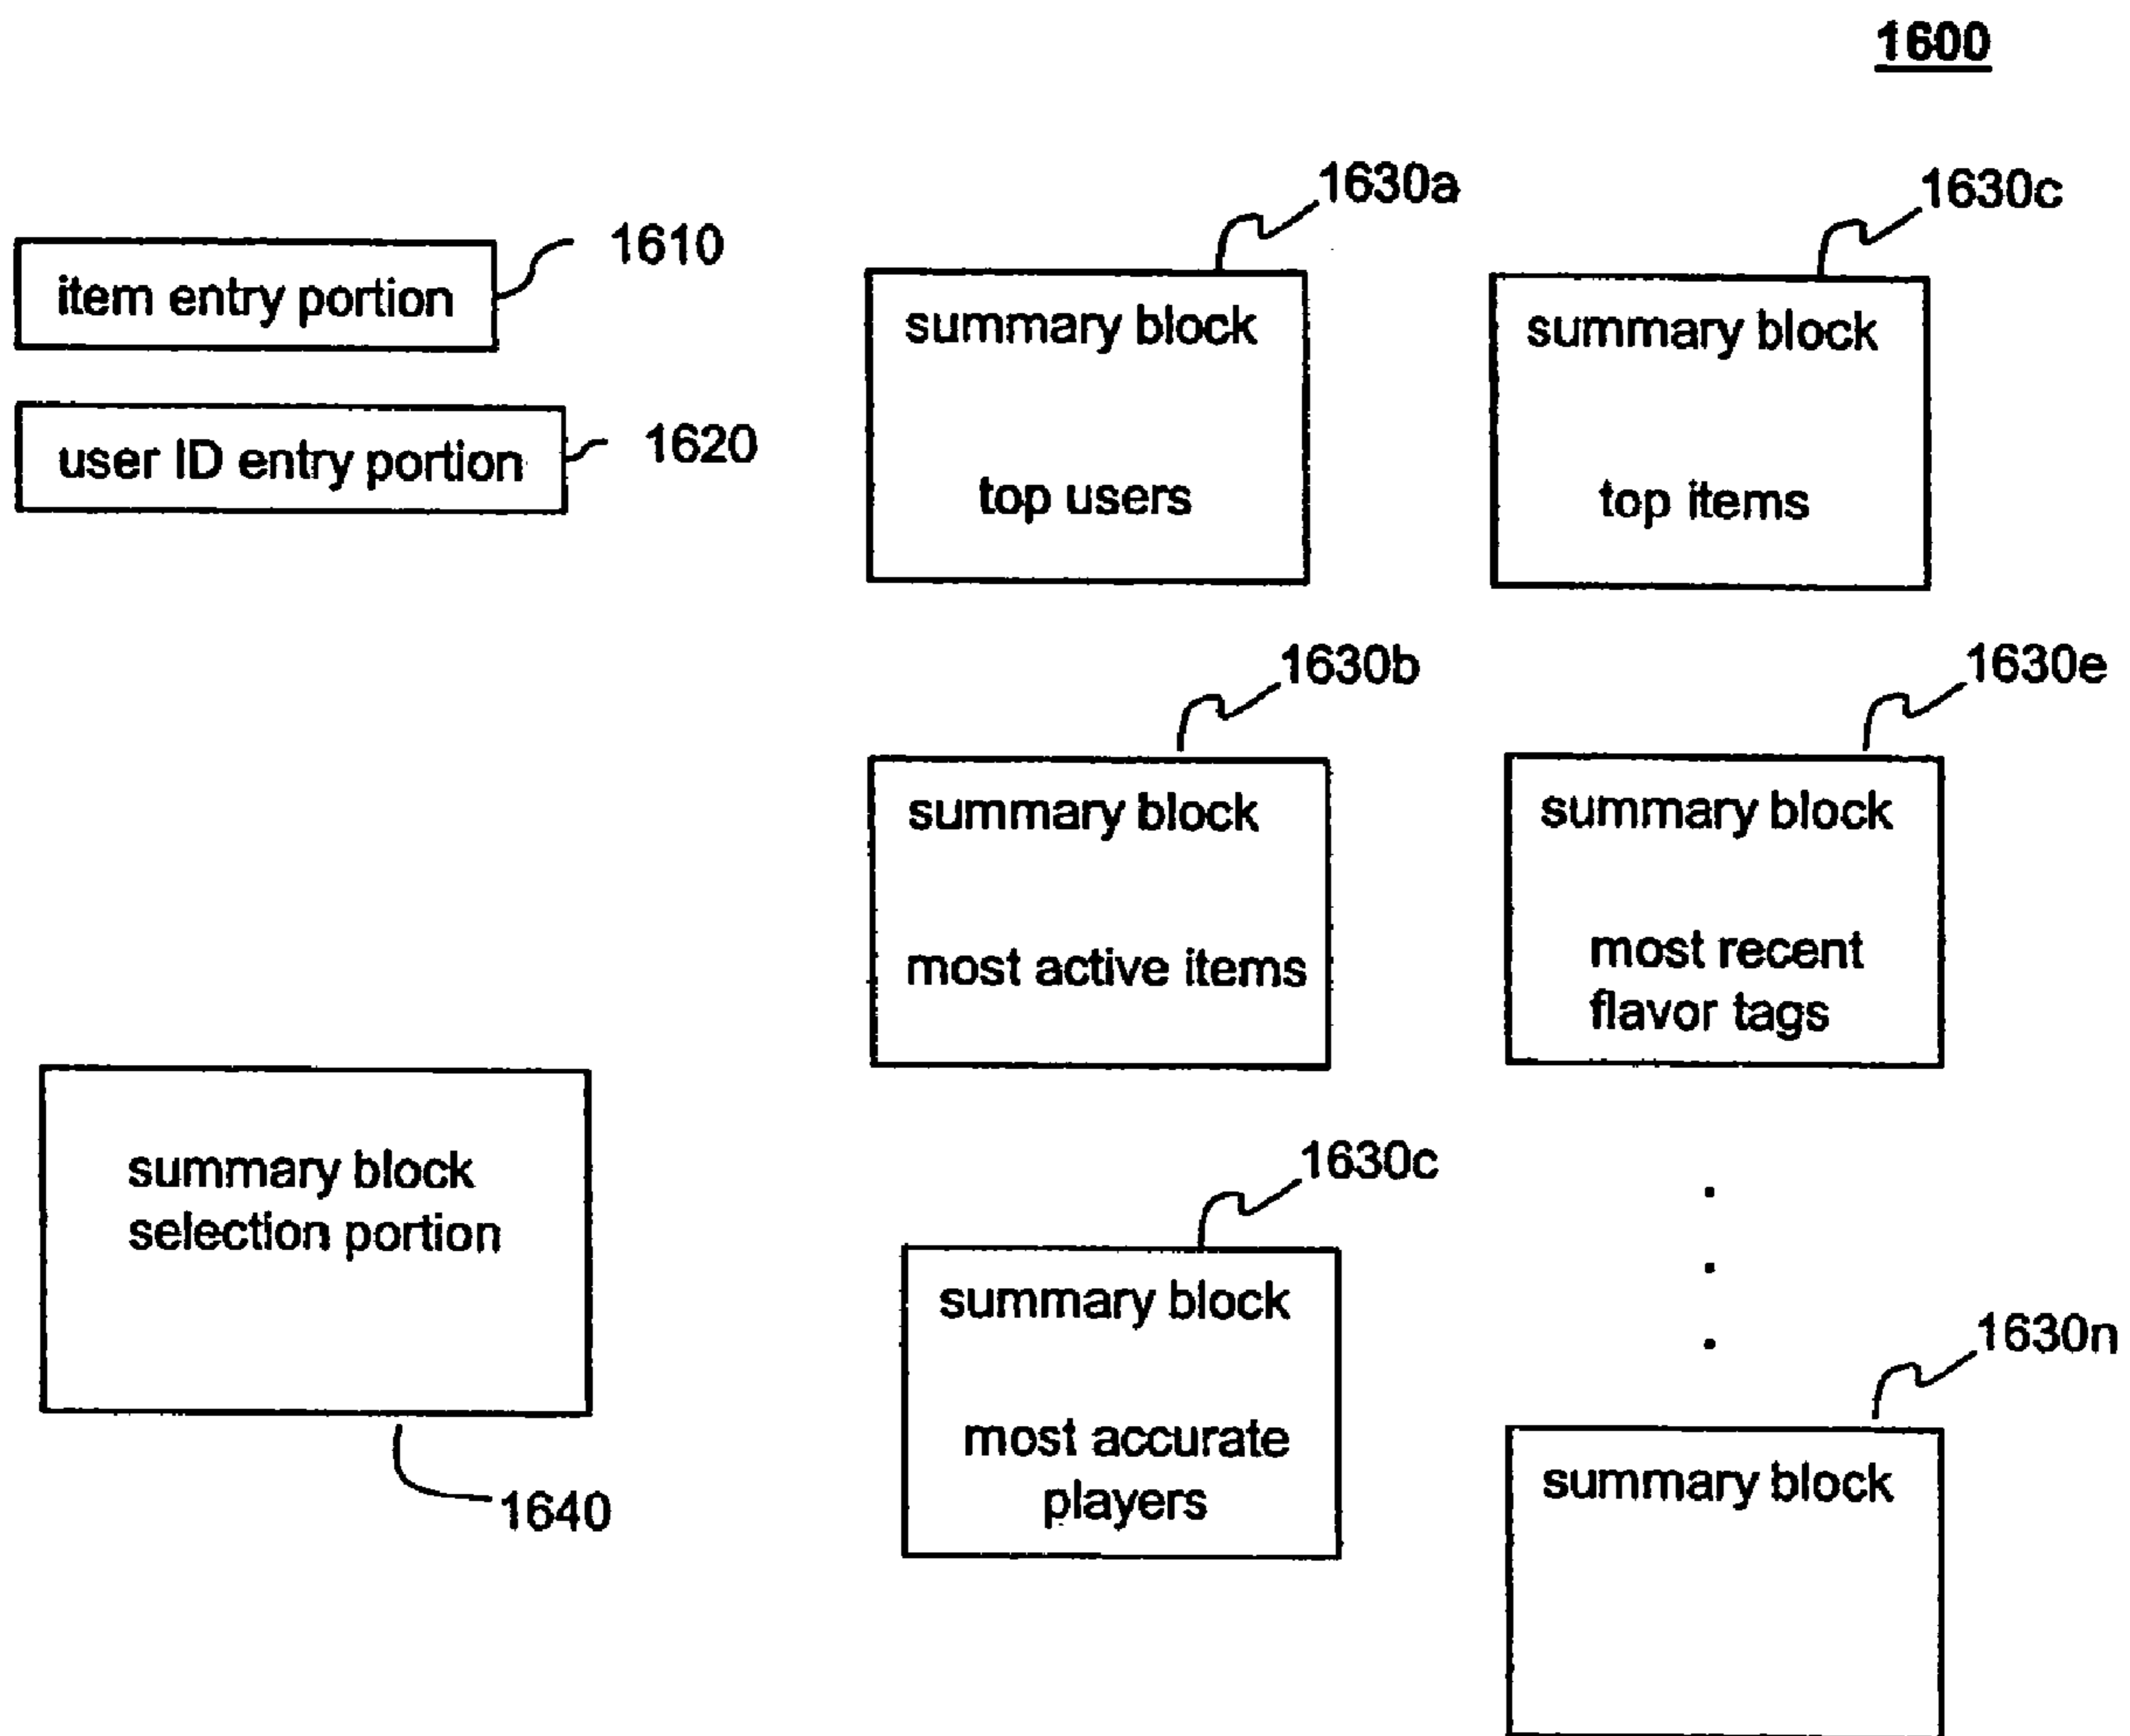 1600
1610
item entry portion
1620
user ID entry portion
1630a
summary block
top users
1630c
summary block
top items
1630b
summary block
most active items
1630e
summary block
most recent
flavor tags
summary block
selection portion
1640
1630c
summary block
most accurate
players
1630n
summary block